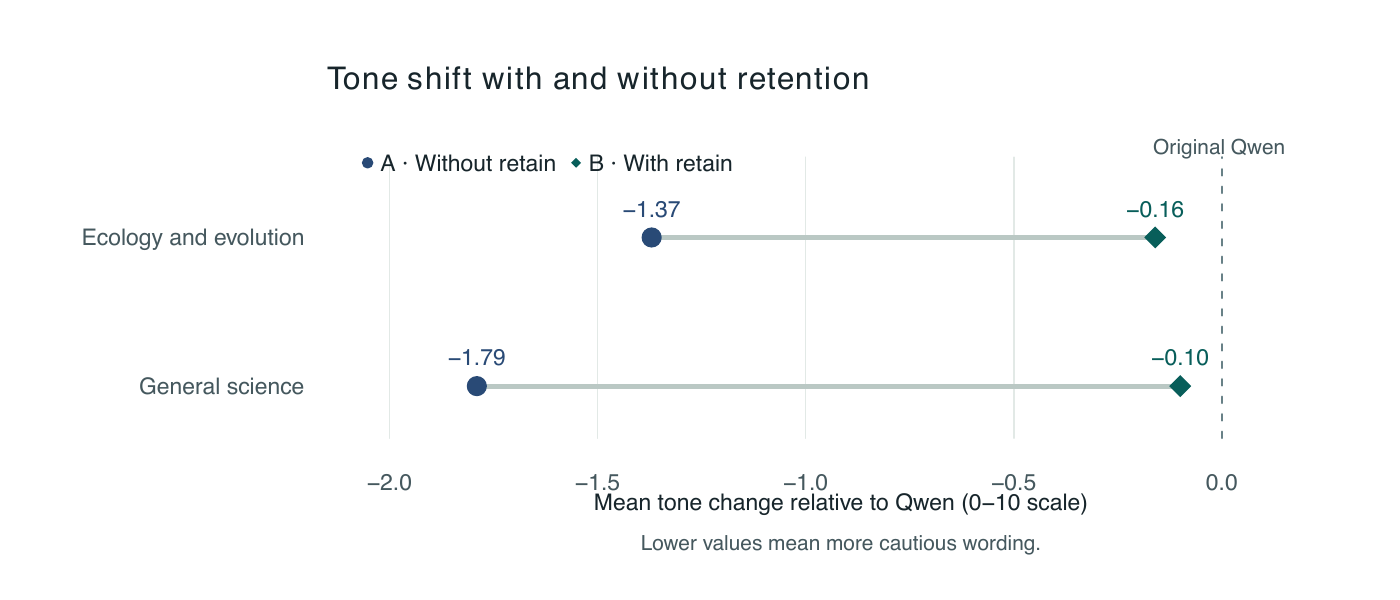 Tone shift with and without retention
Original Qwen
A · Without retain
B · With retain
−1.37
−0.16
Ecology and evolution
−1.79
−0.10
General science
−2.0
−1.5
−1.0
−0.5
0.0
Mean tone change relative to Qwen (0–10 scale)
Lower values mean more cautious wording.